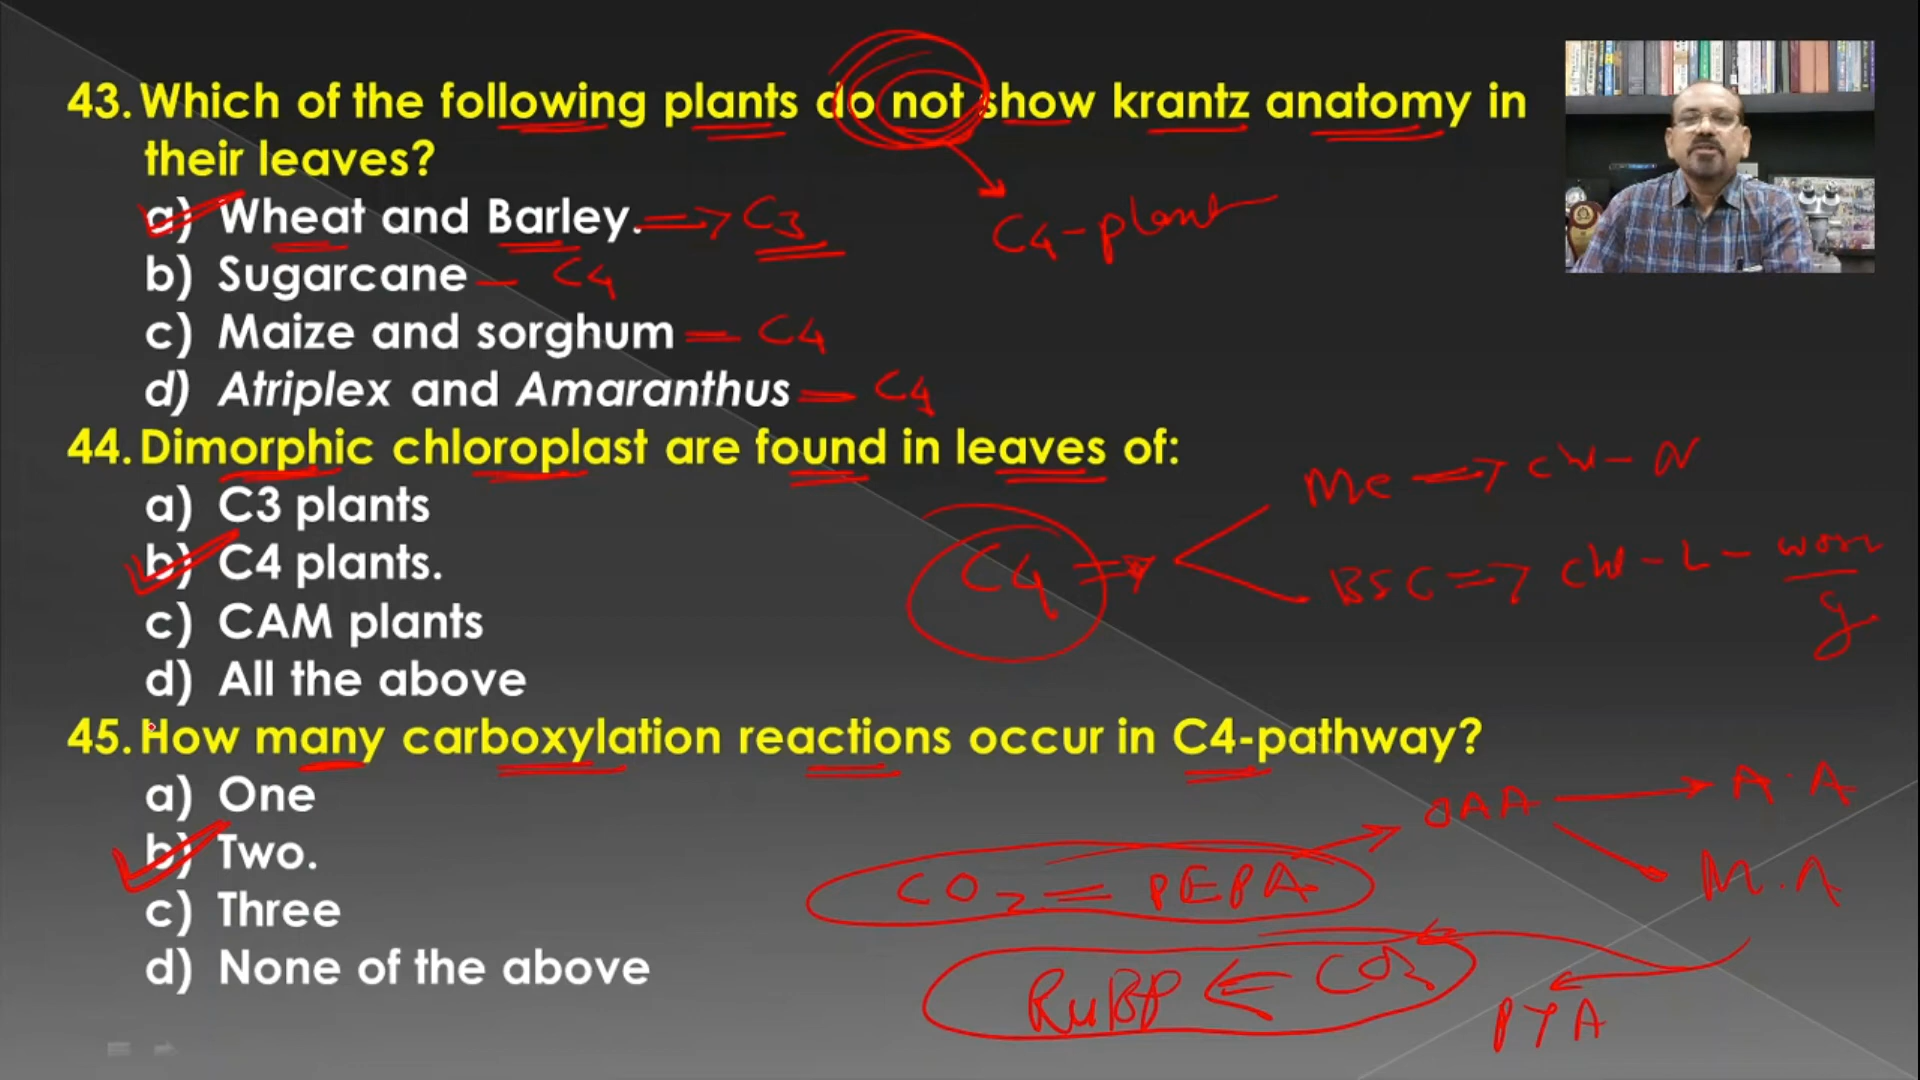 43. Which of the following plants do not show krantz anatomy in
their leaves?
C4-plant
a) Wheat and Barley. => C3
b) Sugarcane - C4
c) Maize and sorghum = C4
d) Atriplex and Amaranthus = C4
44. Dimorphic chloroplast are found in leaves of:
a) C3 plants
b) C4 plants.
c) CAM plants
d) All the above
C4 =>
MC => Chl - N
BSC => Chl - L -
g
45. How many carboxylation reactions occur in C4-pathway?
a) One
b) Two.
c) Three
d) None of the above
OAA → A.A
M.A
CO2 = PEPA
RuBP ⇐ CO2
PYA